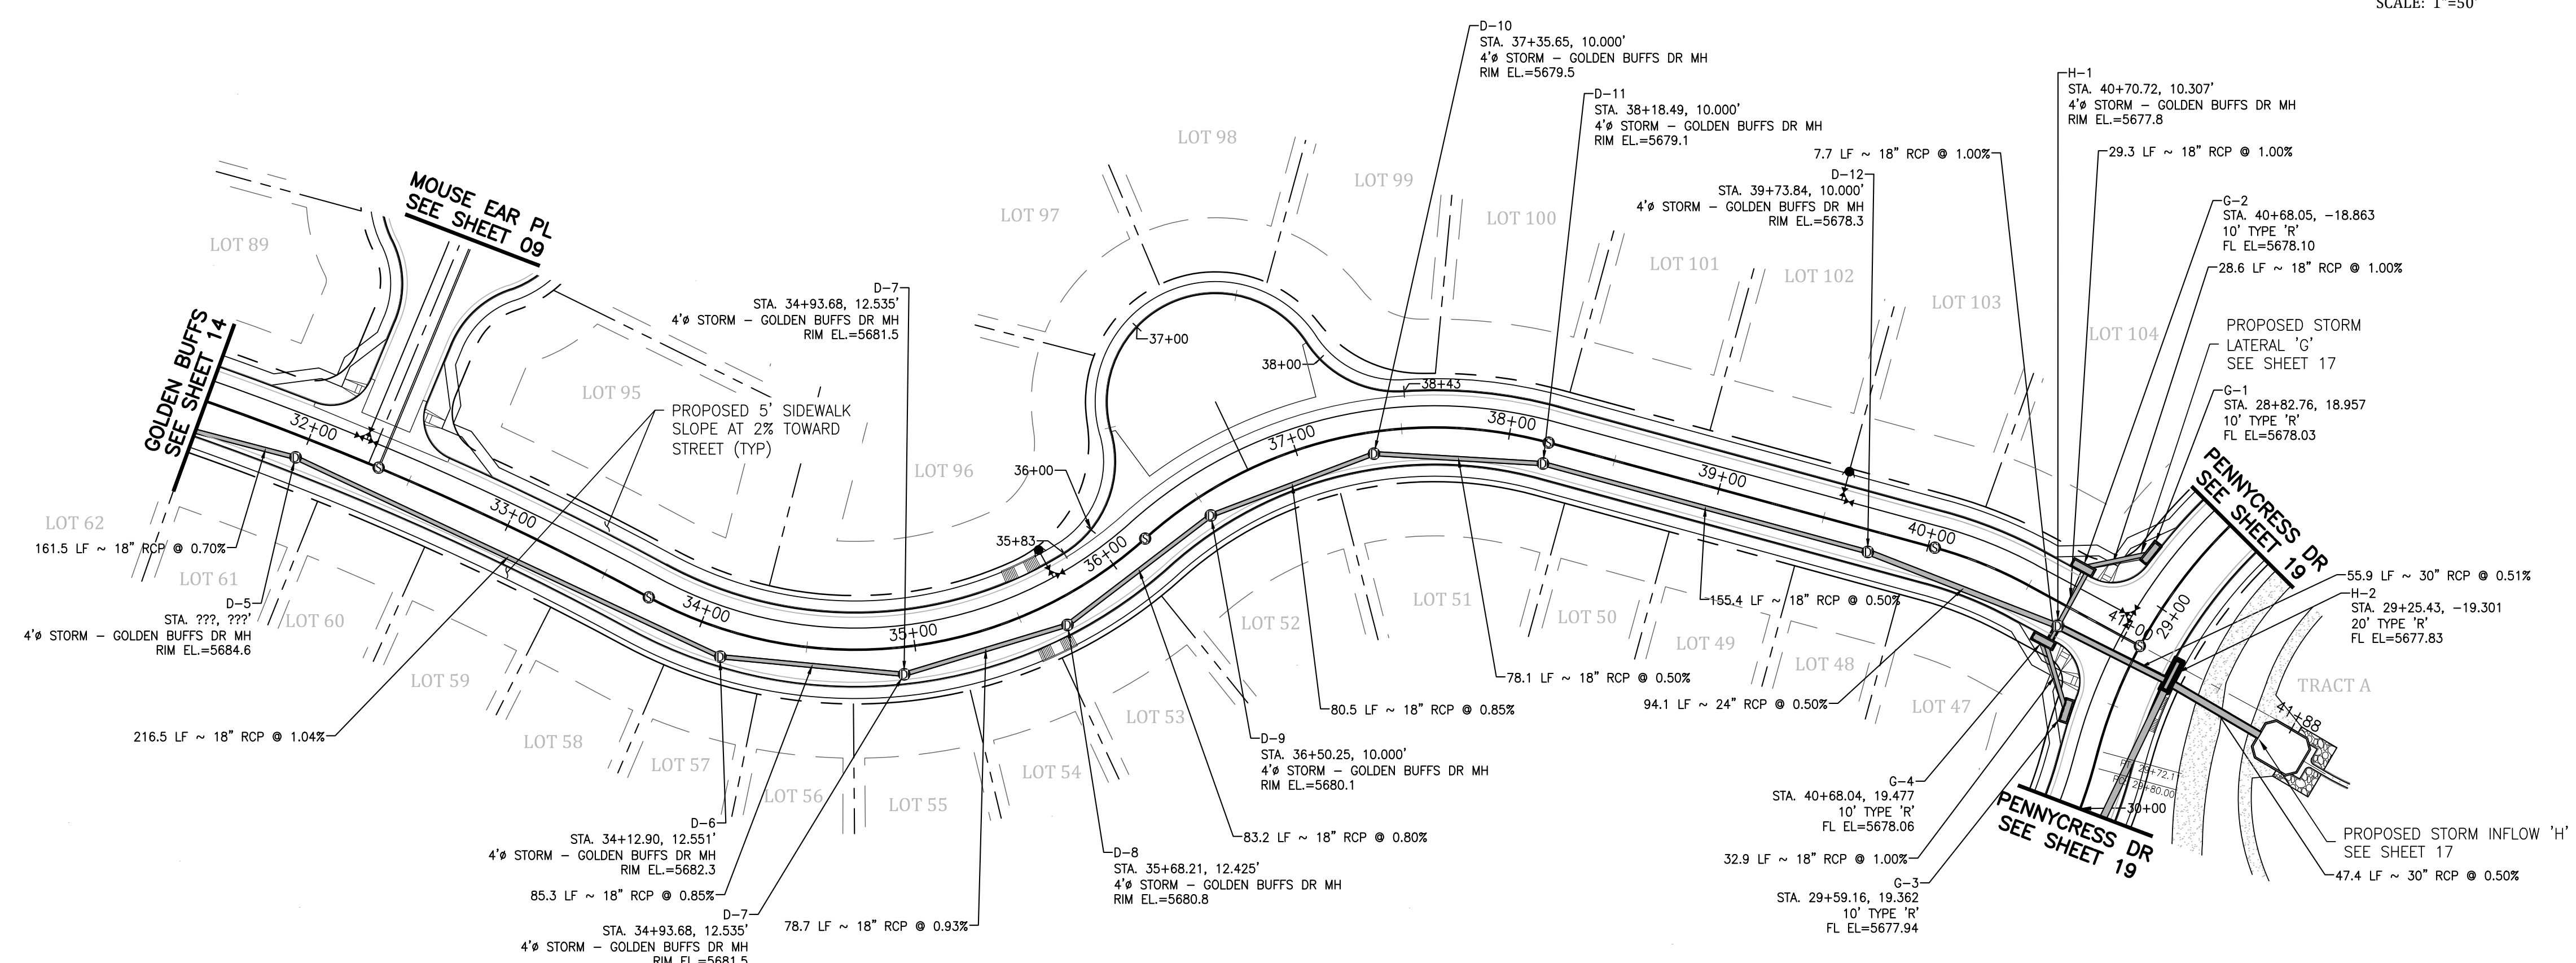 SCALE: 1"=50'
D-10
STA. 37+35.65, 10.000'
4'ø STORM – GOLDEN BUFFS DR MH
RIM EL.=5679.5
D-11
STA. 38+18.49, 10.000'
4'ø STORM – GOLDEN BUFFS DR MH
RIM EL.=5679.1
H-1
STA. 40+70.72, 10.307'
4'ø STORM – GOLDEN BUFFS DR MH
RIM EL.=5677.8
7.7 LF ~ 18" RCP @ 1.00%
29.3 LF ~ 18" RCP @ 1.00%
D-12
STA. 39+73.84, 10.000'
4'ø STORM – GOLDEN BUFFS DR MH
RIM EL.=5678.3
G-2
STA. 40+68.05, -18.863
10' TYPE 'R'
FL EL=5678.10
28.6 LF ~ 18" RCP @ 1.00%
PROPOSED STORM
LATERAL 'G'
SEE SHEET 17
G-1
STA. 28+82.76, 18.957
10' TYPE 'R'
FL EL=5678.03
MOUSE EAR PL
SEE SHEET 09
GOLDEN BUFFS
SEE SHEET 14
LOT 89
LOT 95
LOT 96
LOT 97
LOT 98
LOT 99
LOT 100
LOT 101
LOT 102
LOT 103
LOT 104
D-7
STA. 34+93.68, 12.535'
4'ø STORM – GOLDEN BUFFS DR MH
RIM EL.=5681.5
PROPOSED 5' SIDEWALK
SLOPE AT 2% TOWARD
STREET (TYP)
37+00
38+00
38+43
36+00
35+83
32+00
33+00
34+00
35+00
36+00
37+00
38+00
39+00
40+00
41+00
29+00
41+88
PENNYCRESS DR
SEE SHEET 19
55.9 LF ~ 30" RCP @ 0.51%
H-2
STA. 29+25.43, -19.301
20' TYPE 'R'
FL EL=5677.83
TRACT A
LOT 62
161.5 LF ~ 18" RCP @ 0.70%
LOT 61
D-5
STA. ???, ???'
4'ø STORM – GOLDEN BUFFS DR MH
RIM EL.=5684.6
LOT 60
LOT 59
LOT 58
LOT 57
LOT 56
LOT 55
LOT 54
LOT 53
LOT 52
LOT 51
LOT 50
LOT 49
LOT 48
LOT 47
155.4 LF ~ 18" RCP @ 0.50%
78.1 LF ~ 18" RCP @ 0.50%
94.1 LF ~ 24" RCP @ 0.50%
80.5 LF ~ 18" RCP @ 0.85%
216.5 LF ~ 18" RCP @ 1.04%
D-9
STA. 36+50.25, 10.000'
4'ø STORM – GOLDEN BUFFS DR MH
RIM EL.=5680.1
83.2 LF ~ 18" RCP @ 0.80%
D-6
STA. 34+12.90, 12.551'
4'ø STORM – GOLDEN BUFFS DR MH
RIM EL.=5682.3
85.3 LF ~ 18" RCP @ 0.85%
D-7
STA. 34+93.68, 12.535'
4'ø STORM – GOLDEN BUFFS DR MH
RIM EL.=5681.5
78.7 LF ~ 18" RCP @ 0.93%
D-8
STA. 35+68.21, 12.425'
4'ø STORM – GOLDEN BUFFS DR MH
RIM EL.=5680.8
G-4
STA. 40+68.04, 19.477
10' TYPE 'R'
FL EL=5678.06
32.9 LF ~ 18" RCP @ 1.00%
G-3
STA. 29+59.16, 19.362
10' TYPE 'R'
FL EL=5677.94
29+72.1
29+80.00
30+00
PENNYCRESS DR
SEE SHEET 19
PROPOSED STORM INFLOW 'H'
SEE SHEET 17
47.4 LF ~ 30" RCP @ 0.50%
D
D
D
D
D
D
D
D
D
S
S
S
S
S
S